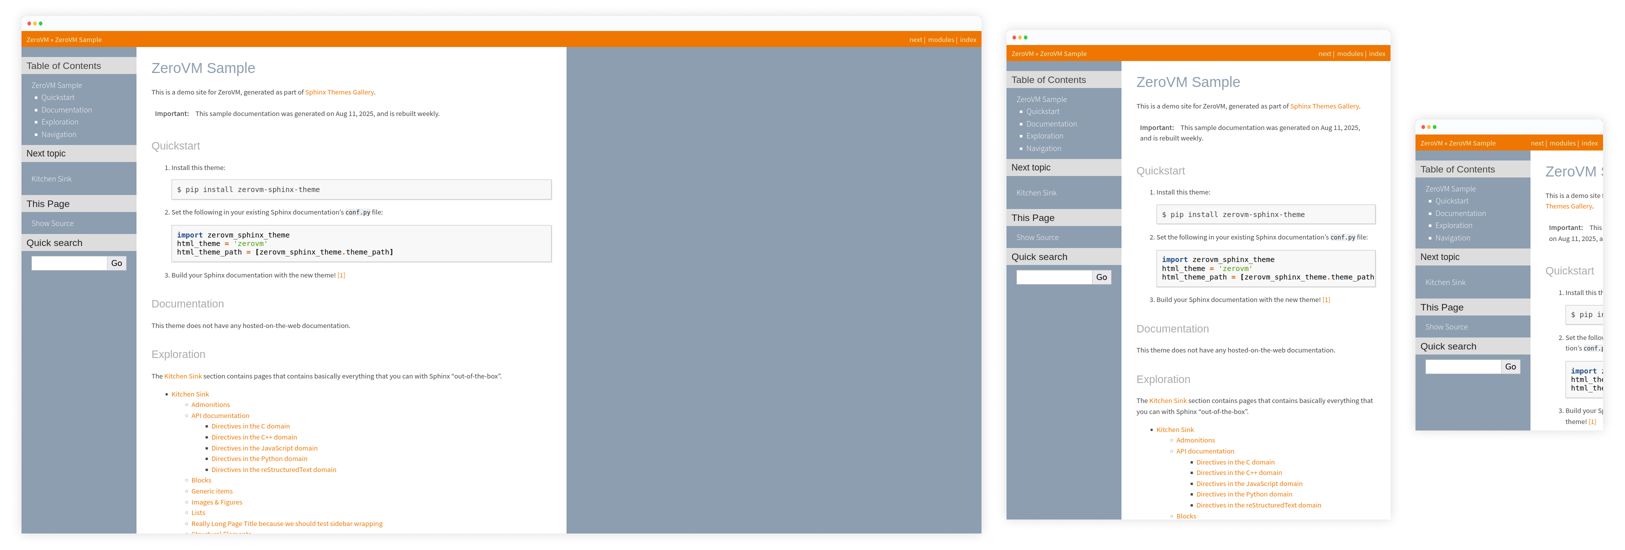 ZeroVM » ZeroVM Sample
next | modules | index
Table of Contents
ZeroVM Sample
Quickstart
Documentation
Exploration
Navigation
Next topic
Kitchen Sink
This Page
Show Source
Quick search
Go
ZeroVM Sample
This is a demo site for ZeroVM, generated as part of Sphinx Themes Gallery.
Important: This sample documentation was generated on Aug 11, 2025, and is rebuilt weekly.
Quickstart
1. Install this theme:
$ pip install zerovm-sphinx-theme
2. Set the following in your existing Sphinx documentation's conf.py file:
import zerovm_sphinx_theme
html_theme = 'zerovm'
html_theme_path = [zerovm_sphinx_theme.theme_path]
3. Build your Sphinx documentation with the new theme! [1]
Documentation
This theme does not have any hosted-on-the-web documentation.
Exploration
The Kitchen Sink section contains pages that contains basically everything that you can with Sphinx “out-of-the-box”.
Kitchen Sink
Admonitions
API documentation
Directives in the C domain
Directives in the C++ domain
Directives in the JavaScript domain
Directives in the Python domain
Directives in the reStructuredText domain
Blocks
Generic items
Images & Figures
Lists
Really Long Page Title because we should test sidebar wrapping
ZeroVM » ZeroVM Sample
next | modules | index
Table of Contents
ZeroVM Sample
Quickstart
Documentation
Exploration
Navigation
Next topic
Kitchen Sink
This Page
Show Source
Quick search
Go
ZeroVM Sample
This is a demo site for ZeroVM, generated as part of Sphinx Themes Gallery.
Important: This sample documentation was generated on Aug 11, 2025,
and is rebuilt weekly.
Quickstart
1. Install this theme:
$ pip install zerovm-sphinx-theme
2. Set the following in your existing Sphinx documentation's conf.py file:
import zerovm_sphinx_theme
html_theme = 'zerovm'
html_theme_path = [zerovm_sphinx_theme.theme_path
3. Build your Sphinx documentation with the new theme! [1]
Documentation
This theme does not have any hosted-on-the-web documentation.
Exploration
The Kitchen Sink section contains pages that contains basically everything that
you can with Sphinx “out-of-the-box”.
Kitchen Sink
Admonitions
API documentation
Directives in the C domain
Directives in the C++ domain
Directives in the JavaScript domain
Directives in the Python domain
Directives in the reStructuredText domain
Blocks
ZeroVM » ZeroVM Sample
next | modules | index
Table of Contents
ZeroVM Sample
Quickstart
Documentation
Exploration
Navigation
Next topic
Kitchen Sink
This Page
Show Source
Quick search
Go
ZeroVM
This is a demo site
Themes Gallery.
Important: This
on Aug 11, 2025, a
Quickstart
1. Install this th
$ pip in
2. Set the follow
tion's conf.p
import z
html_the
html_the
3. Build your Sp
theme! [1]